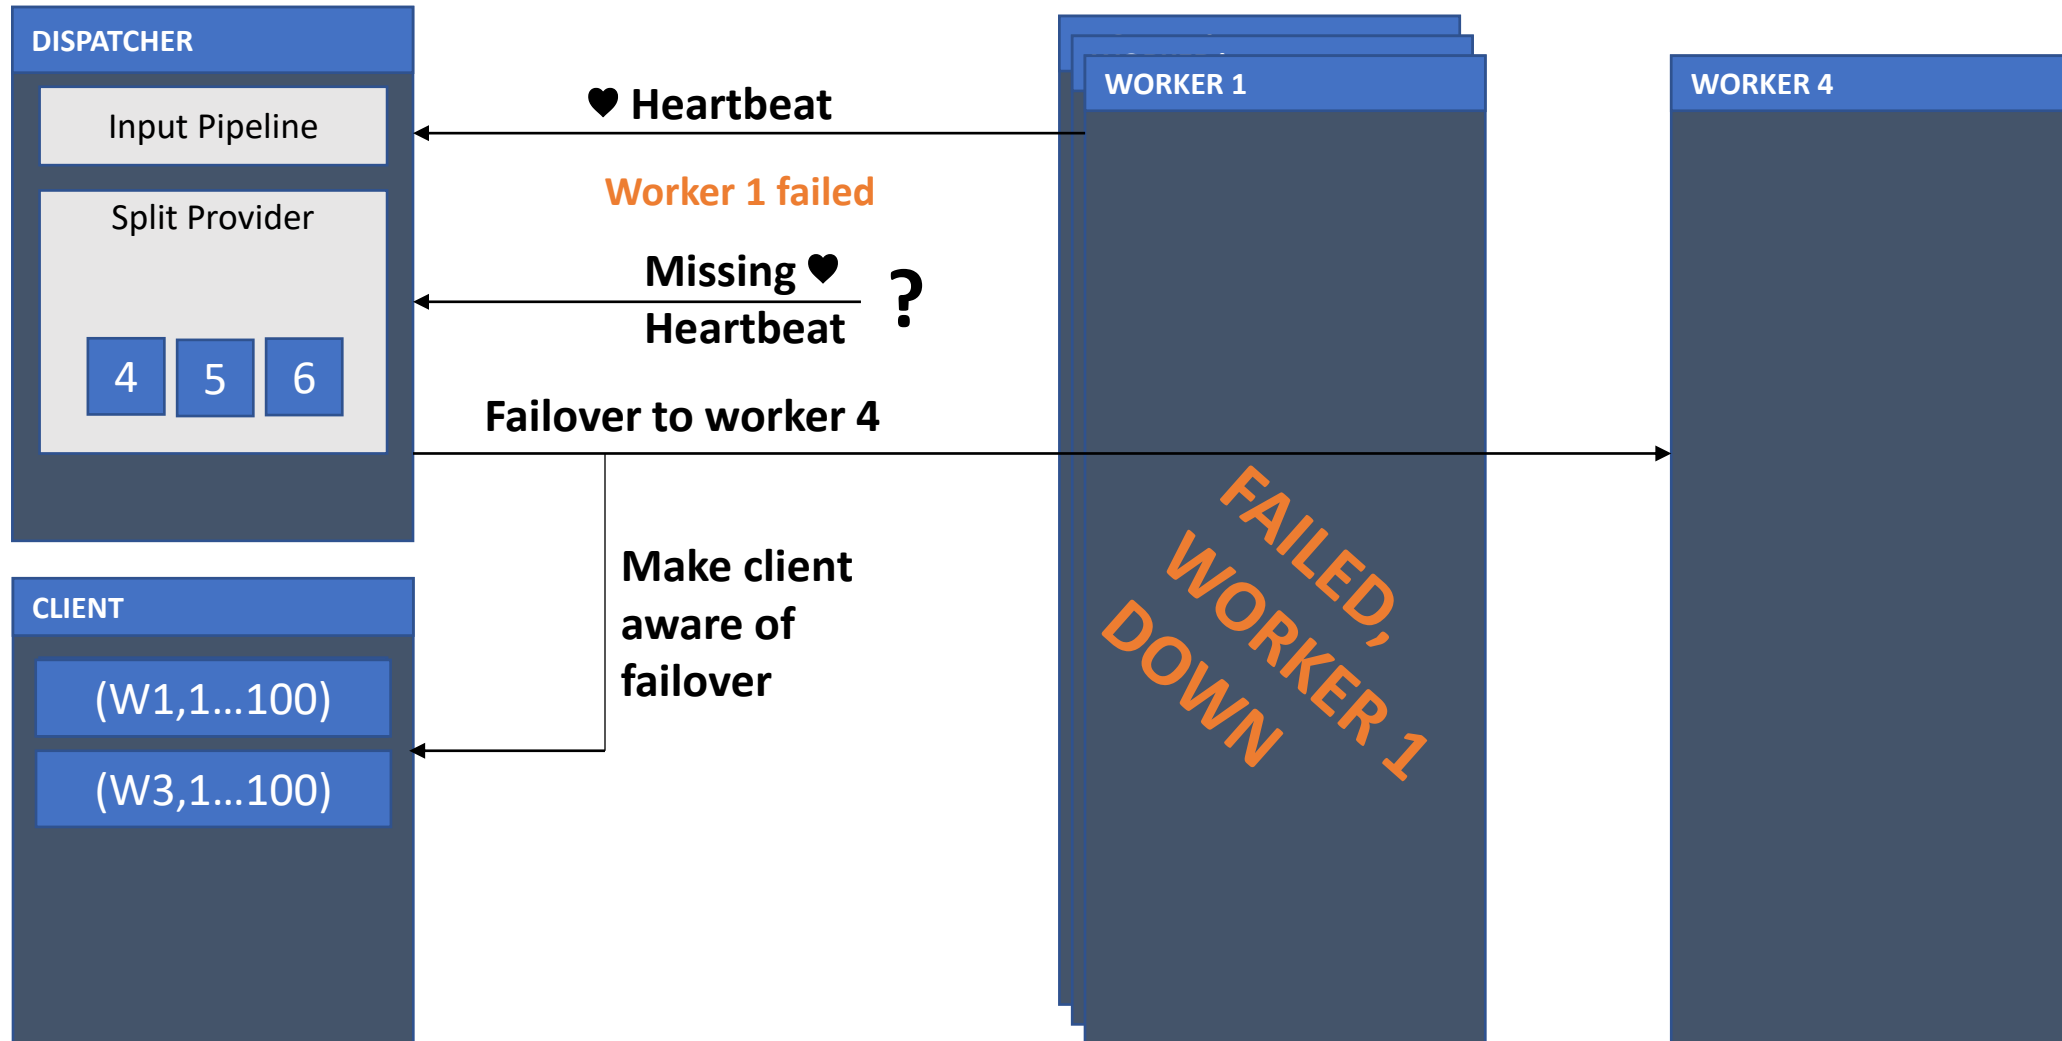 DISPATCHER
Input Pipeline
Split Provider
4 5 6
CLIENT
(W1,1...100)
(W3,1...100)
♥ Heartbeat
Worker 1 failed
Missing ♥
Heartbeat
?
Failover to worker 4
Make client
aware of
failover
WORKER 1
FAILED,
WORKER 1
DOWN
WORKER 4